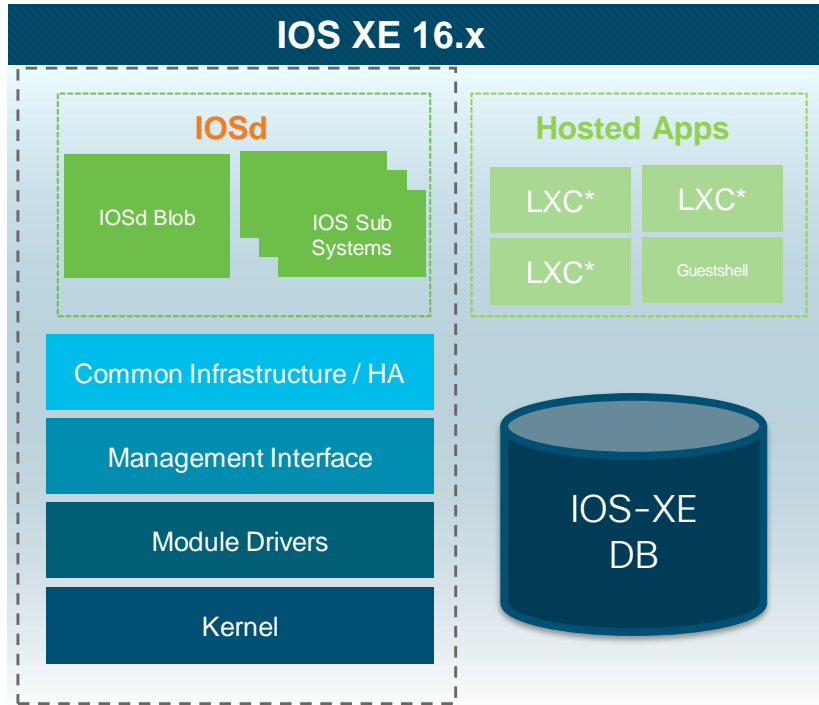 IOS XE 16.x
IOSd
IOSd Blob
IOS Sub
Systems
Common Infrastructure / HA
Management Interface
Module Drivers
Kernel
Hosted Apps
LXC*
LXC*
LXC*
Guestshell
IOS-XE
DB